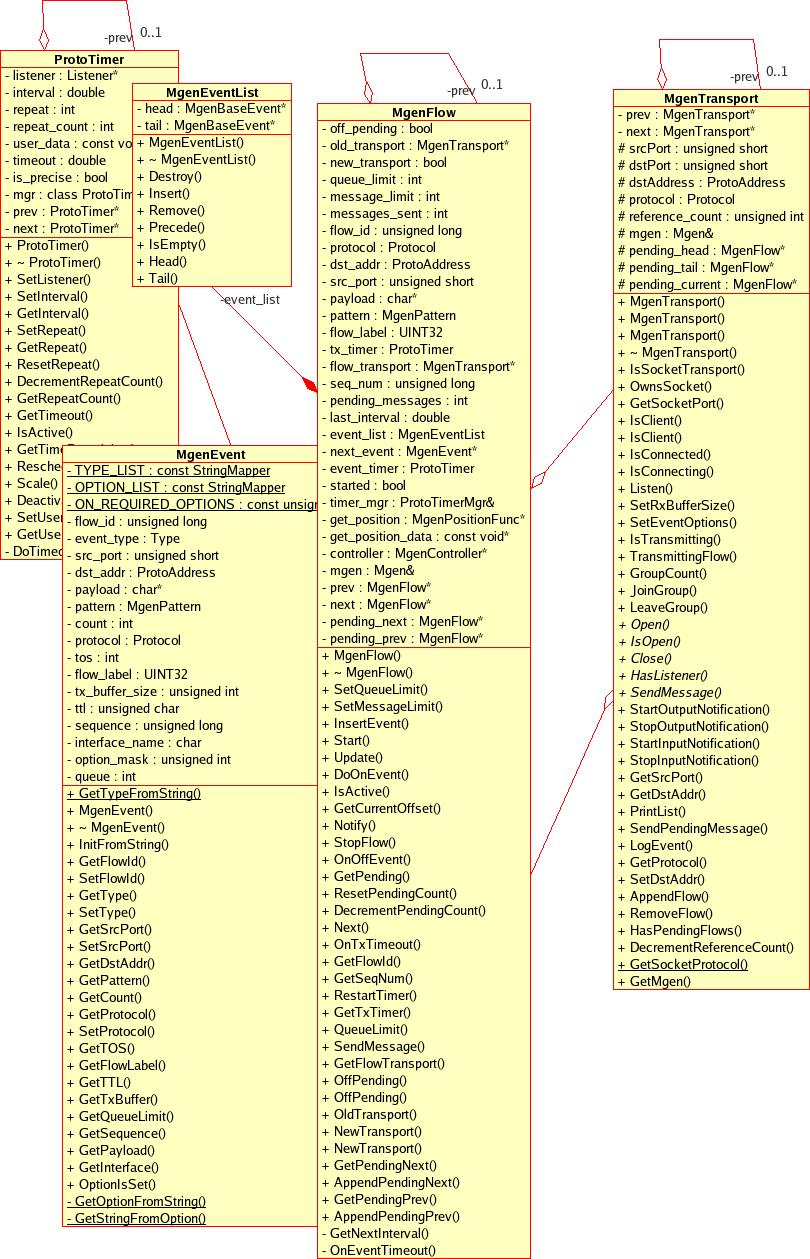 -prev 0..1
ProtoTimer
- listener : Listener*
- interval : double
- repeat : int
- repeat_count : int
- user_data : const vo
- timeout : double
- is_precise : bool
- mgr : class ProtoTim
- prev : ProtoTimer*
- next : ProtoTimer*
+ ProtoTimer()
+ ~ ProtoTimer()
+ SetListener()
+ SetInterval()
+ GetInterval()
+ SetRepeat()
+ GetRepeat()
+ ResetRepeat()
+ DecrementRepeatCount()
+ GetRepeatCount()
+ GetTimeout()
+ IsActive()
+ GetTime
+ Resche
+ Scale()
+ Deactiv
+ SetUse
+ GetUse
- DoTimeo
MgenEventList
- head : MgenBaseEvent*
- tail : MgenBaseEvent*
+ MgenEventList()
+ ~ MgenEventList()
+ Destroy()
+ Insert()
+ Remove()
+ Precede()
+ IsEmpty()
+ Head()
+ Tail()
-event_list
MgenEvent
- TYPE_LIST : const StringMapper
- OPTION_LIST : const StringMapper
- ON_REQUIRED_OPTIONS : const unsign
- flow_id : unsigned long
- event_type : Type
- src_port : unsigned short
- dst_addr : ProtoAddress
- payload : char*
- pattern : MgenPattern
- count : int
- protocol : Protocol
- tos : int
- flow_label : UINT32
- tx_buffer_size : unsigned int
- ttl : unsigned char
- sequence : unsigned long
- interface_name : char
- option_mask : unsigned int
- queue : int
+ GetTypeFromString()
+ MgenEvent()
+ ~ MgenEvent()
+ InitFromString()
+ GetFlowId()
+ SetFlowId()
+ GetType()
+ SetType()
+ GetSrcPort()
+ SetSrcPort()
+ GetDstAddr()
+ GetPattern()
+ GetCount()
+ GetProtocol()
+ SetProtocol()
+ GetTOS()
+ GetFlowLabel()
+ GetTTL()
+ GetTxBuffer()
+ GetQueueLimit()
+ GetSequence()
+ GetPayload()
+ GetInterface()
+ OptionIsSet()
- GetOptionFromString()
- GetStringFromOption()
-prev 0..1
MgenFlow
- off_pending : bool
- old_transport : MgenTransport*
- new_transport : bool
- queue_limit : int
- message_limit : int
- messages_sent : int
- flow_id : unsigned long
- protocol : Protocol
- dst_addr : ProtoAddress
- src_port : unsigned short
- payload : char*
- pattern : MgenPattern
- flow_label : UINT32
- tx_timer : ProtoTimer
- flow_transport : MgenTransport*
- seq_num : unsigned long
- pending_messages : int
- last_interval : double
- event_list : MgenEventList
- next_event : MgenEvent*
- event_timer : ProtoTimer
- started : bool
- timer_mgr : ProtoTimerMgr&
- get_position : MgenPositionFunc*
- get_position_data : const void*
- controller : MgenController*
- mgen : Mgen&
- prev : MgenFlow*
- next : MgenFlow*
- pending_next : MgenFlow*
- pending_prev : MgenFlow*
+ MgenFlow()
+ ~ MgenFlow()
+ SetQueueLimit()
+ SetMessageLimit()
+ InsertEvent()
+ Start()
+ Update()
+ DoOnEvent()
+ IsActive()
+ GetCurrentOffset()
+ Notify()
+ StopFlow()
+ OnOffEvent()
+ GetPending()
+ ResetPendingCount()
+ DecrementPendingCount()
+ Next()
+ OnTxTimeout()
+ GetFlowId()
+ GetSeqNum()
+ RestartTimer()
+ GetTxTimer()
+ QueueLimit()
+ SendMessage()
+ GetFlowTransport()
+ OffPending()
+ OffPending()
+ OldTransport()
+ NewTransport()
+ NewTransport()
+ GetPendingNext()
+ AppendPendingNext()
+ GetPendingPrev()
+ AppendPendingPrev()
- GetNextInterval()
- OnEventTimeout()
-prev 0..1
MgenTransport
- prev : MgenTransport*
- next : MgenTransport*
# srcPort : unsigned short
# dstPort : unsigned short
# dstAddress : ProtoAddress
# protocol : Protocol
# reference_count : unsigned int
# mgen : Mgen&
# pending_head : MgenFlow*
# pending_tail : MgenFlow*
# pending_current : MgenFlow*
+ MgenTransport()
+ MgenTransport()
+ MgenTransport()
+ ~ MgenTransport()
+ IsSocketTransport()
+ OwnsSocket()
+ GetSocketPort()
+ IsClient()
+ IsClient()
+ IsConnected()
+ IsConnecting()
+ Listen()
+ SetRxBufferSize()
+ SetEventOptions()
+ IsTransmitting()
+ TransmittingFlow()
+ GroupCount()
+ JoinGroup()
+ LeaveGroup()
+ Open()
+ IsOpen()
+ Close()
+ HasListener()
+ SendMessage()
+ StartOutputNotification()
+ StopOutputNotification()
+ StartInputNotification()
+ StopInputNotification()
+ GetSrcPort()
+ GetDstAddr()
+ PrintList()
+ SendPendingMessage()
+ LogEvent()
+ GetProtocol()
+ SetDstAddr()
+ AppendFlow()
+ RemoveFlow()
+ HasPendingFlows()
+ DecrementReferenceCount()
+ GetSocketProtocol()
+ GetMgen()